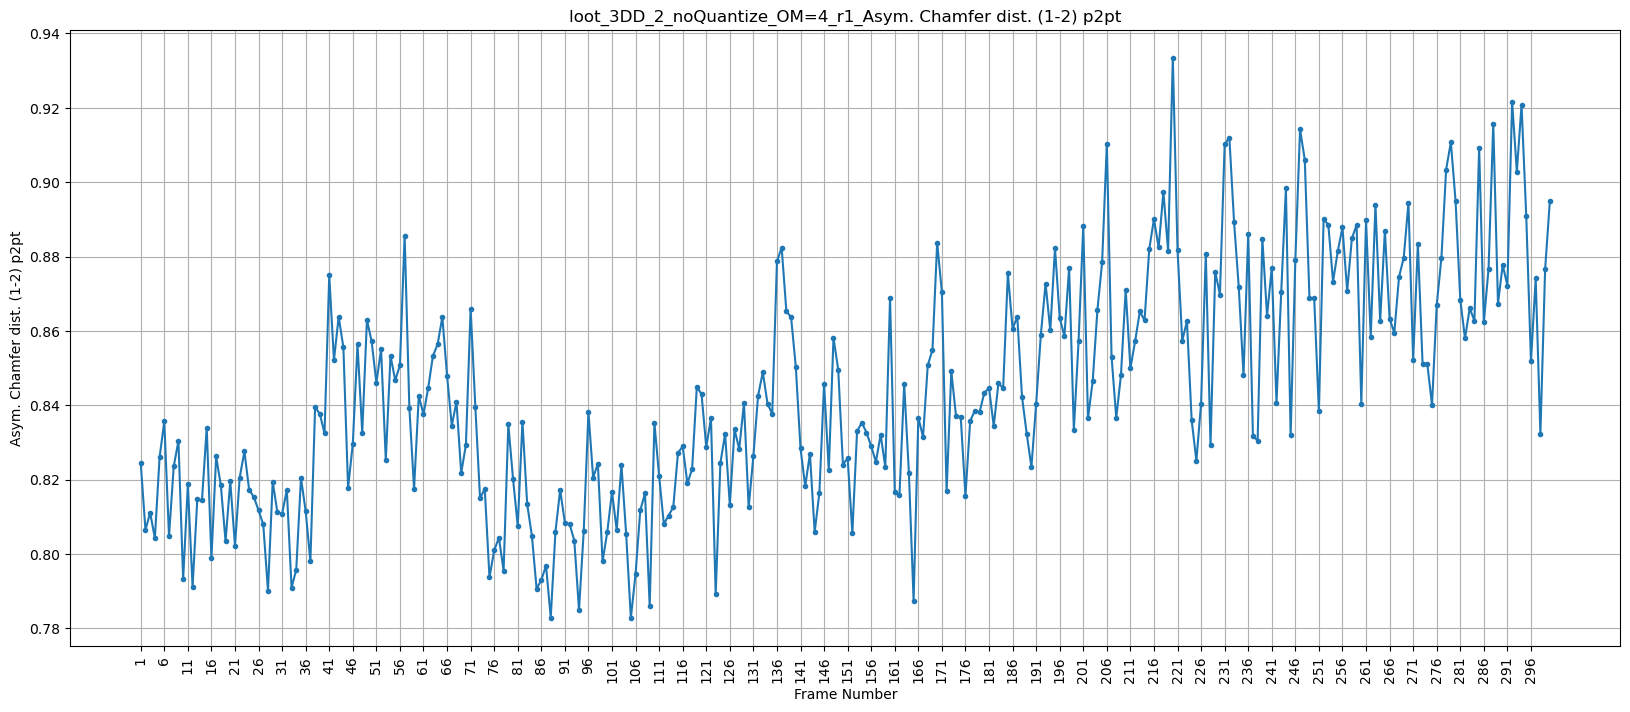 loot_3DD_2_noQuantize_OM=4_r1_Asym. Chamfer dist. (1-2) p2pt
Asym. Chamfer dist. (1-2) p2pt
0.94
0.92
0.90
0.88
0.86
0.84
0.82
0.80
0.78
1 6 11 16 21 26 31 36 41 46 51 56 61 66 71 76 81 86 91 96 101 106 111 116 121 126 131 136 141 146 151 156 161 166 171 176 181 186 191 196 201 206 211 216 221 226 231 236 241 246 251 256 261 266 271 276 281 286 291 296
Frame Number